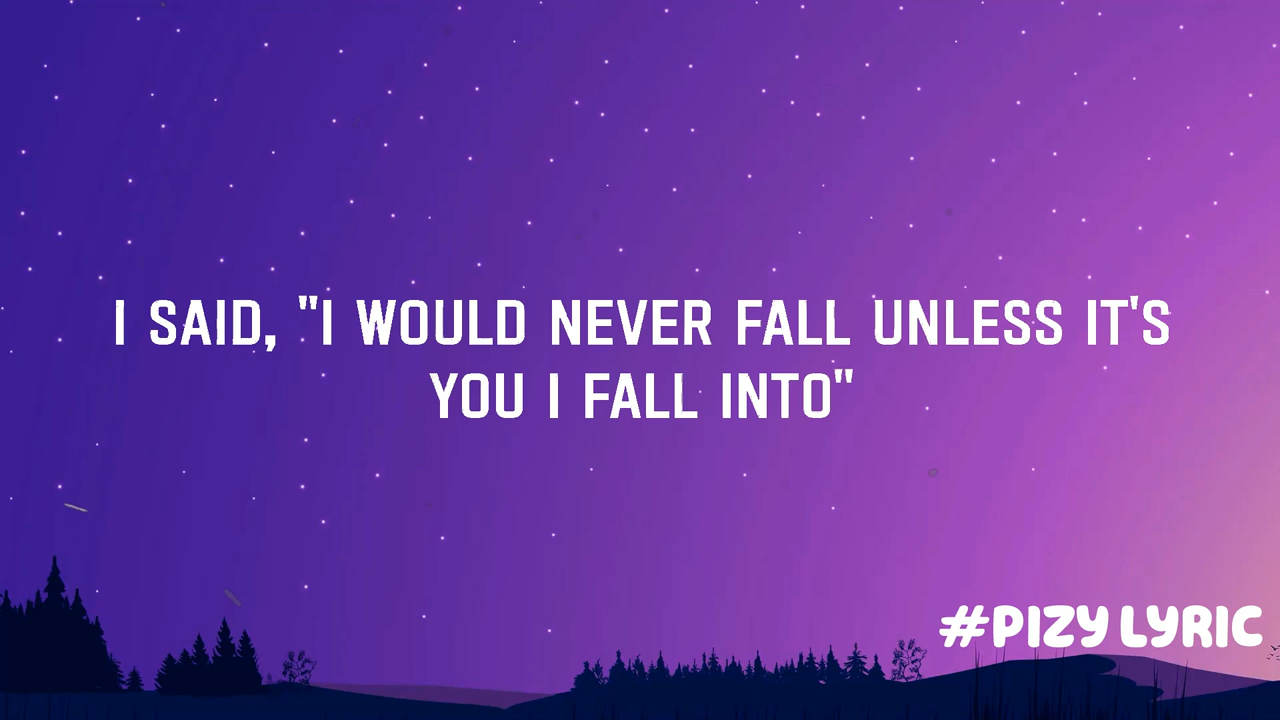 I SAID, "I WOULD NEVER FALL UNLESS IT'S
YOU I FALL INTO"
#PIZY LYRIC